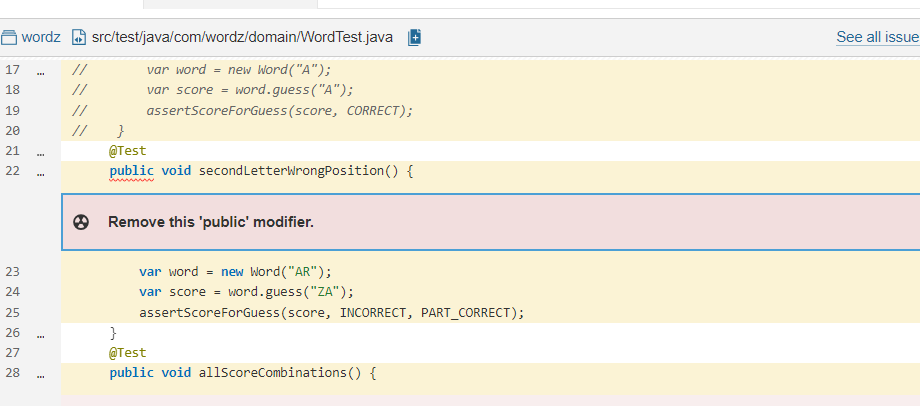 wordz src/test/java/com/wordz/domain/WordTest.java See all issue
17 … // var word = new Word("A");
18 // var score = word.guess("A");
19 // assertScoreForGuess(score, CORRECT);
20 // }
21 … @Test
22 … public void secondLetterWrongPosition() {
Remove this 'public' modifier.
23 var word = new Word("AR");
24 var score = word.guess("ZA");
25 assertScoreForGuess(score, INCORRECT, PART_CORRECT);
26 … }
27 @Test
28 … public void allScoreCombinations() {